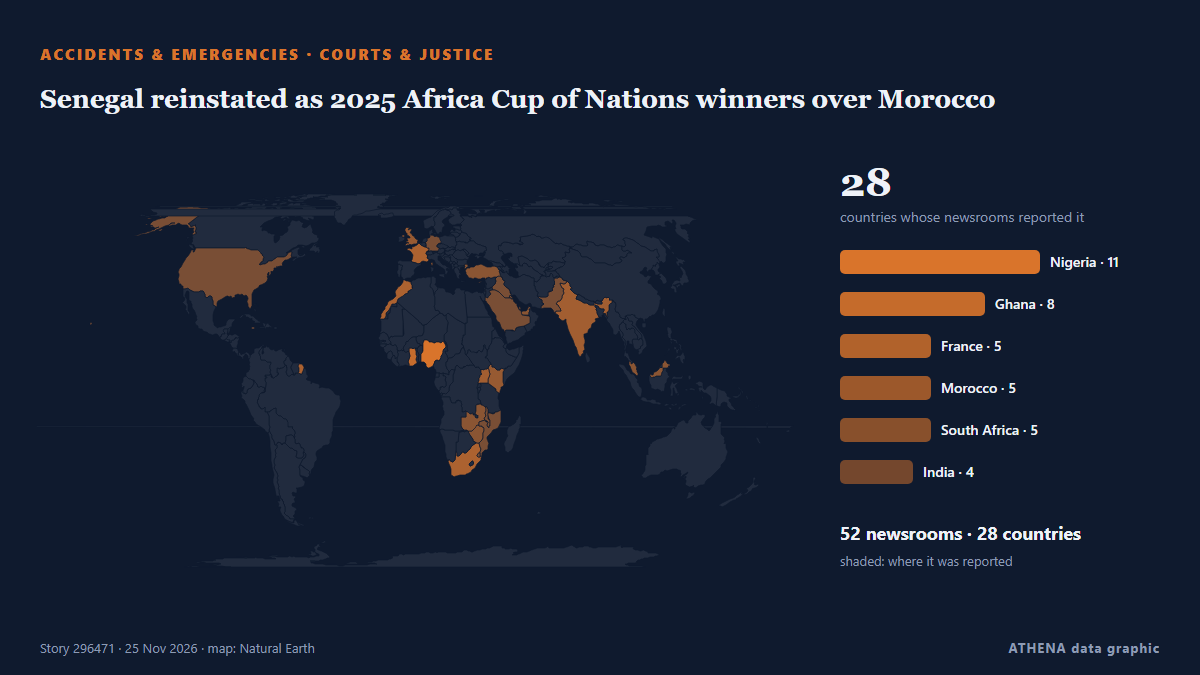 ACCIDENTS & EMERGENCIES · COURTS & JUSTICE
Senegal reinstated as 2025 Africa Cup of Nations winners over Morocco
28
countries whose newsrooms reported it
Nigeria · 11
Ghana · 8
France · 5
Morocco · 5
South Africa · 5
India · 4
52 newsrooms · 28 countries
shaded: where it was reported
Story 296471 · 25 Nov 2026 · map: Natural Earth
ATHENA data graphic